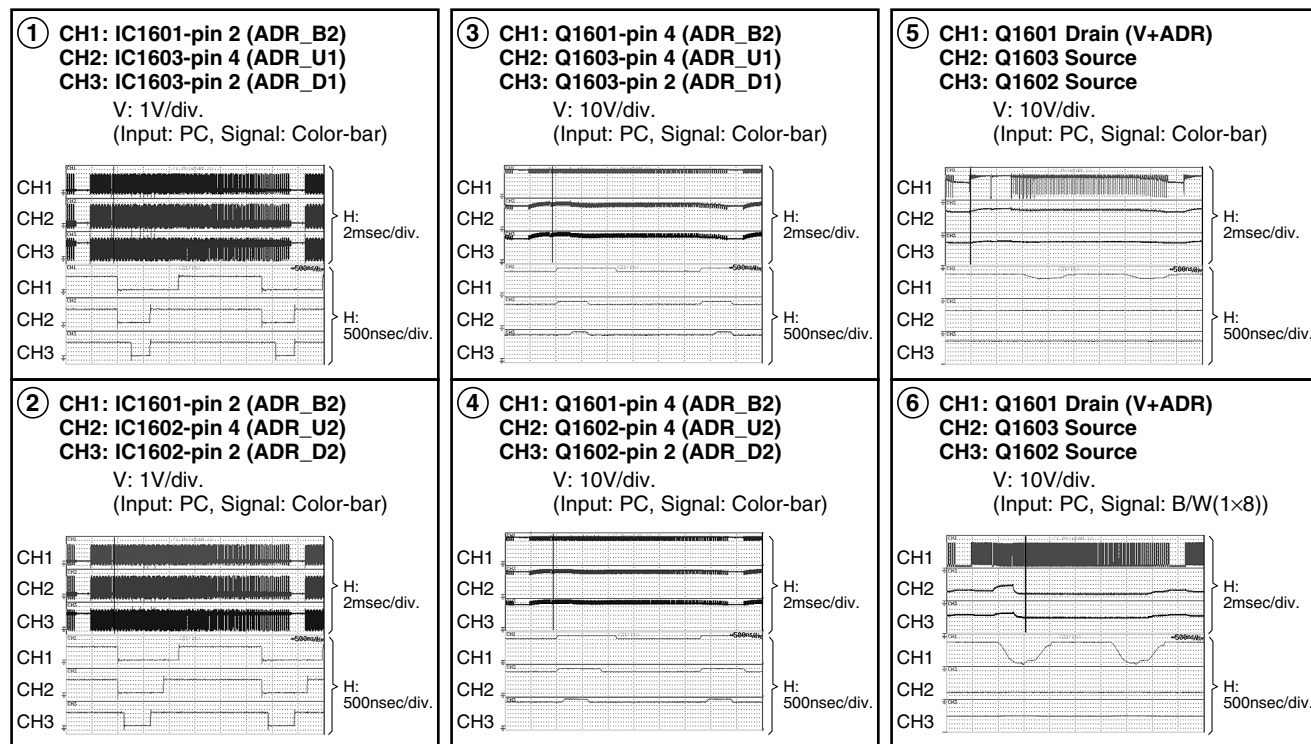 ① CH1: IC1601-pin 2 (ADR_B2)
CH2: IC1603-pin 4 (ADR_U1)
CH3: IC1603-pin 2 (ADR_D1)
V: 1V/div.
(Input: PC, Signal: Color-bar)
CH1
CH2
CH3
H:
2msec/div.
CH1
CH2
CH3
H:
500nsec/div.
② CH1: IC1601-pin 2 (ADR_B2)
CH2: IC1602-pin 4 (ADR_U2)
CH3: IC1602-pin 2 (ADR_D2)
V: 1V/div.
(Input: PC, Signal: Color-bar)
CH1
CH2
CH3
H:
2msec/div.
CH1
CH2
CH3
H:
500nsec/div.
③ CH1: Q1601-pin 4 (ADR_B2)
CH2: Q1603-pin 4 (ADR_U1)
CH3: Q1603-pin 2 (ADR_D1)
V: 10V/div.
(Input: PC, Signal: Color-bar)
CH1
CH2
CH3
H:
2msec/div.
CH1
CH2
CH3
H:
500nsec/div.
④ CH1: Q1601-pin 4 (ADR_B2)
CH2: Q1602-pin 4 (ADR_U2)
CH3: Q1602-pin 2 (ADR_D2)
V: 10V/div.
(Input: PC, Signal: Color-bar)
CH1
CH2
CH3
H:
2msec/div.
CH1
CH2
CH3
H:
500nsec/div.
⑤ CH1: Q1601 Drain (V+ADR)
CH2: Q1603 Source
CH3: Q1602 Source
V: 10V/div.
(Input: PC, Signal: Color-bar)
CH1
CH2
CH3
H:
2msec/div.
CH1
CH2
CH3
H:
500nsec/div.
⑥ CH1: Q1601 Drain (V+ADR)
CH2: Q1603 Source
CH3: Q1602 Source
V: 10V/div.
(Input: PC, Signal: B/W(1×8))
CH1
CH2
CH3
H:
2msec/div.
CH1
CH2
CH3
H:
500nsec/div.